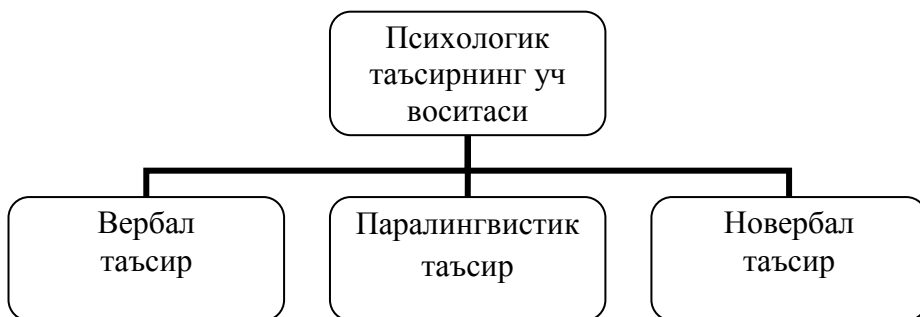 Психологик
таъсирнинг уч
воситаси
Вербал
таъсир
Паралингвистик
таъсир
Новербал
таъсир